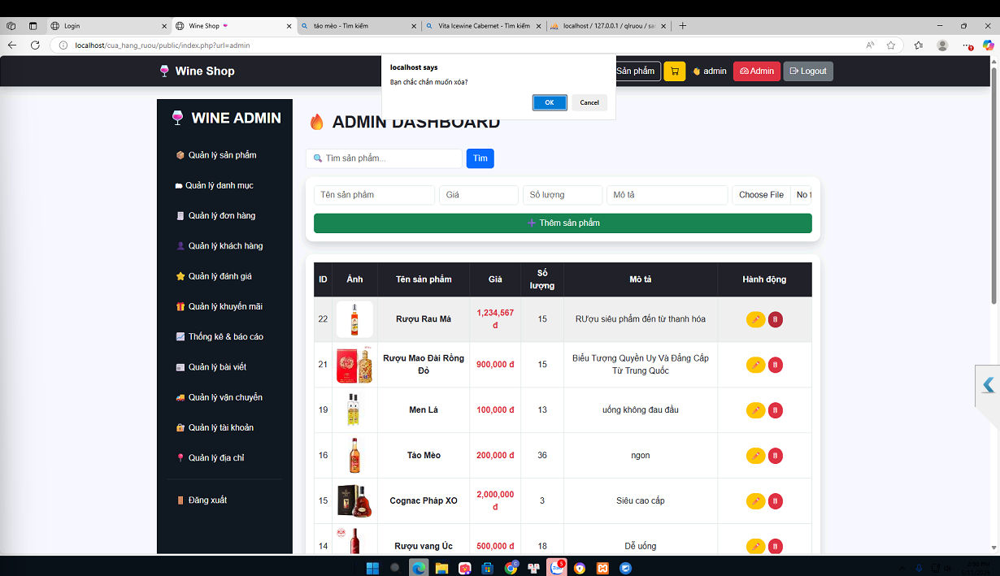 Login
Wine Shop
táo mèo - Tìm kiếm
Vita Icewine Cabernet - Tìm kiếm
localhost / 127.0.0.1 / qlruou / sa
localhost/cua_hang_ruou/public/index.php?url=admin
Wine Shop
Sản phẩm
admin
Admin
Logout
localhost says
Bạn chắc chắn muốn xóa?
OK
Cancel
WINE ADMIN
Quản lý sản phẩm
Quản lý danh mục
Quản lý đơn hàng
Quản lý khách hàng
Quản lý đánh giá
Quản lý khuyến mãi
Thống kê & báo cáo
Quản lý bài viết
Quản lý vận chuyển
Quản lý tài khoản
Quản lý địa chỉ
Đăng xuất
ADMIN DASHBOARD
Tìm sản phẩm...
Tìm
Tên sản phẩm
Giá
Số lượng
Mô tả
Choose File
No f
Thêm sản phẩm
ID Ảnh Tên sản phẩm Giá Số lượng Mô tả Hành động
22 Rượu Rau Má 1,234,567 đ 15 RƯợu siêu phẩm đến từ thanh hóa
21 Rượu Mao Đài Rồng Đỏ 900,000 đ 15 Biểu Tượng Quyền Uy Và Đẳng Cấp Từ Trung Quốc
19 Men Lá 100,000 đ 13 uống không đau đầu
16 Táo Mèo 200,000 đ 36 ngon
15 Cognac Pháp XO 2,000,000 đ 3 Siêu cao cấp
14 Rượu vang Úc 500,000 đ 18 Dễ uống